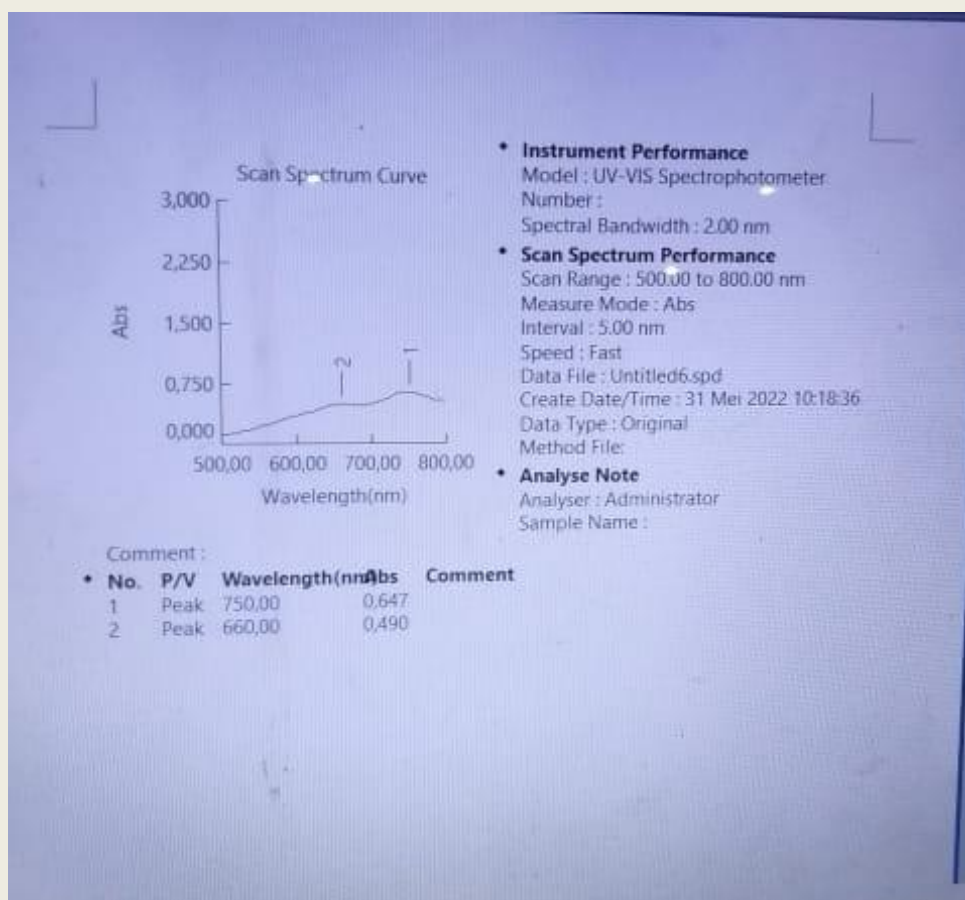 Scan Spectrum Curve
3,000
2,250
1,500
0,750
0,000
Abs
2
1
500,00 600,00 700,00 800,00
Wavelength(nm)
• Instrument Performance
Model : UV-VIS Spectrophotometer
Number :
Spectral Bandwidth : 2.00 nm
• Scan Spectrum Performance
Scan Range : 500.00 to 800.00 nm
Measure Mode : Abs
Interval : 5.00 nm
Speed : Fast
Data File : Untitled6.spd
Create Date/Time : 31 Mei 2022 10:18:36
Data Type : Original
Method File:
• Analyse Note
Analyser : Administrator
Sample Name :
Comment :
• No. P/V Wavelength(nm Abs Comment
1 Peak 750,00 0,647
2 Peak 660,00 0,490